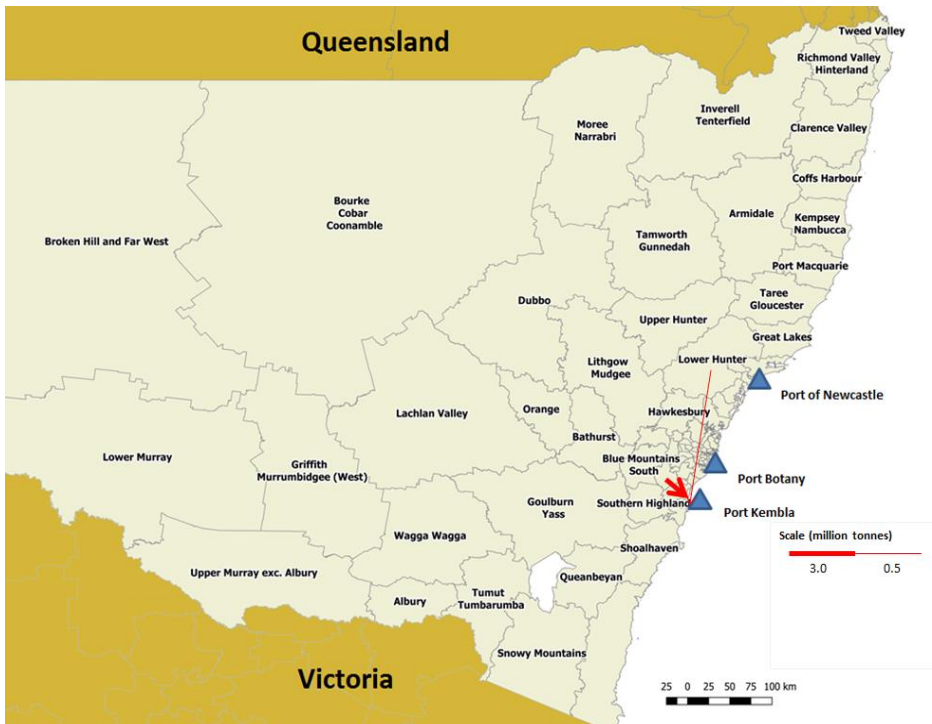 Queensland
Tweed Valley
Richmond Valley
Hinterland
Inverell
Tenterfield
Moree
Narrabri
Clarence Valley
Coffs Harbour
Bourke
Cobar
Coonamble
Armidale
Kempsey
Nambucca
Broken Hill and Far West
Tamworth
Gunnedah
Port Macquarie
Taree
Gloucester
Dubbo
Upper Hunter
Great Lakes
Lithgow
Mudgee
Lower Hunter
Port of Newcastle
Lachlan Valley
Orange
Hawkesbury
Bathurst
Lower Murray
Griffith
Murrumbidgee (West)
Blue Mountains
South
Port Botany
Goulburn
Yass
Southern Highland
Port Kembla
Wagga Wagga
Shoalhaven
Scale (million tonnes)
3.0 0.5
Upper Murray exc. Albury
Queanbeyan
Albury
Tumut
Tumbarumba
Snowy Mountains
Victoria
25 0 25 50 75 100 km